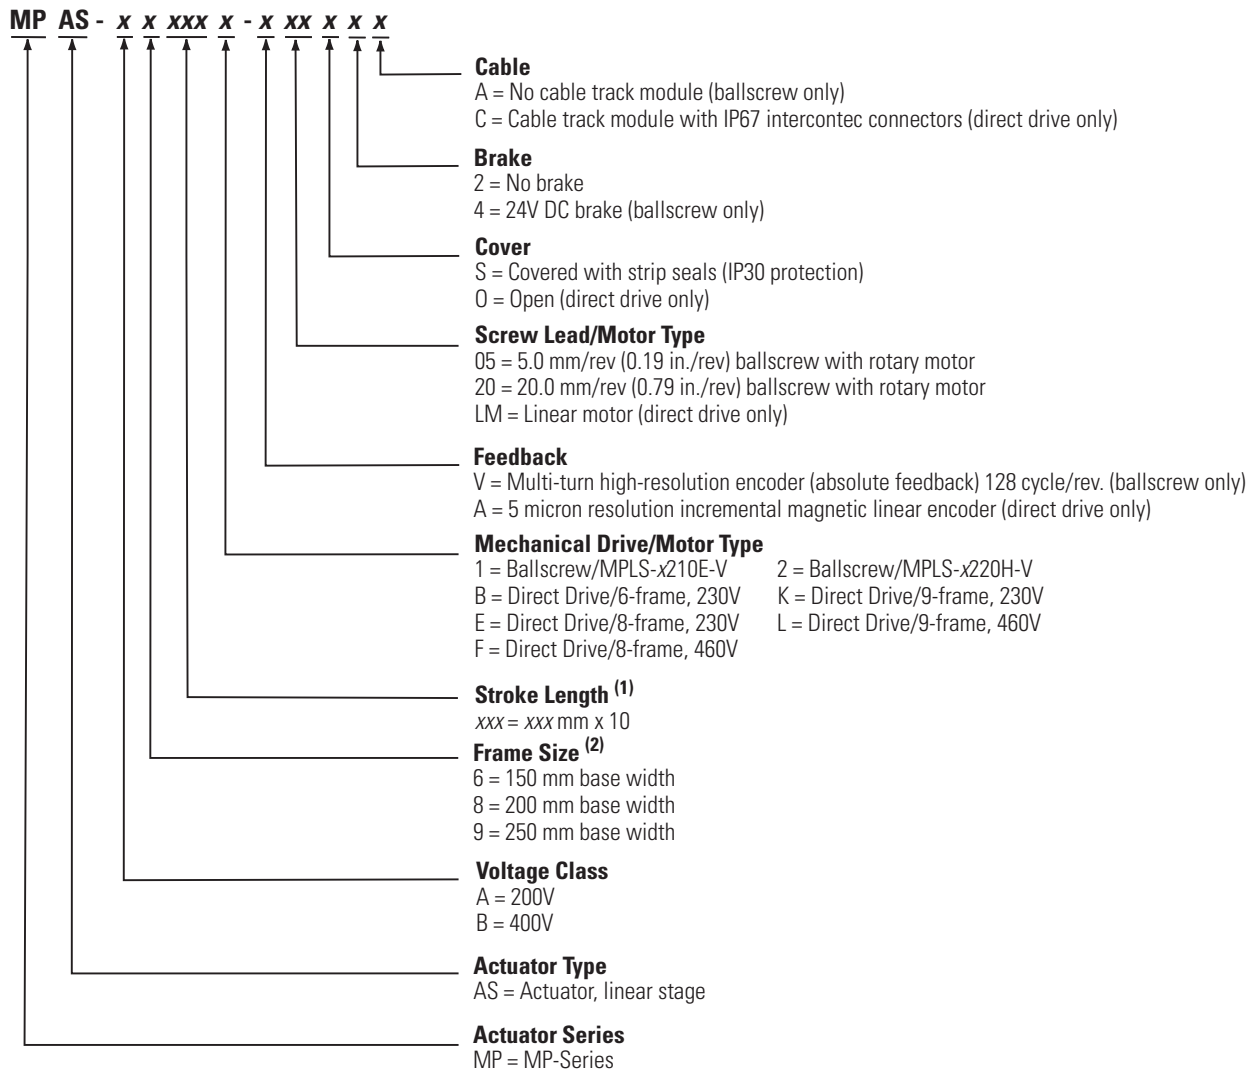 MP AS - x x xxx x - x xx x x x
Cable
A = No cable track module (ballscrew only)
C = Cable track module with IP67 intercontec connectors (direct drive only)
Brake
2 = No brake
4 = 24V DC brake (ballscrew only)
Cover
S = Covered with strip seals (IP30 protection)
O = Open (direct drive only)
Screw Lead/Motor Type
05 = 5.0 mm/rev (0.19 in./rev) ballscrew with rotary motor
20 = 20.0 mm/rev (0.79 in./rev) ballscrew with rotary motor
LM = Linear motor (direct drive only)
Feedback
V = Multi-turn high-resolution encoder (absolute feedback) 128 cycle/rev. (ballscrew only)
A = 5 micron resolution incremental magnetic linear encoder (direct drive only)
Mechanical Drive/Motor Type
1 = Ballscrew/MPLS-x210E-V 2 = Ballscrew/MPLS-x220H-V
B = Direct Drive/6-frame, 230V K = Direct Drive/9-frame, 230V
E = Direct Drive/8-frame, 230V L = Direct Drive/9-frame, 460V
F = Direct Drive/8-frame, 460V
Stroke Length (1)
xxx = xxx mm x 10
Frame Size (2)
6 = 150 mm base width
8 = 200 mm base width
9 = 250 mm base width
Voltage Class
A = 200V
B = 400V
Actuator Type
AS = Actuator, linear stage
Actuator Series
MP = MP-Series